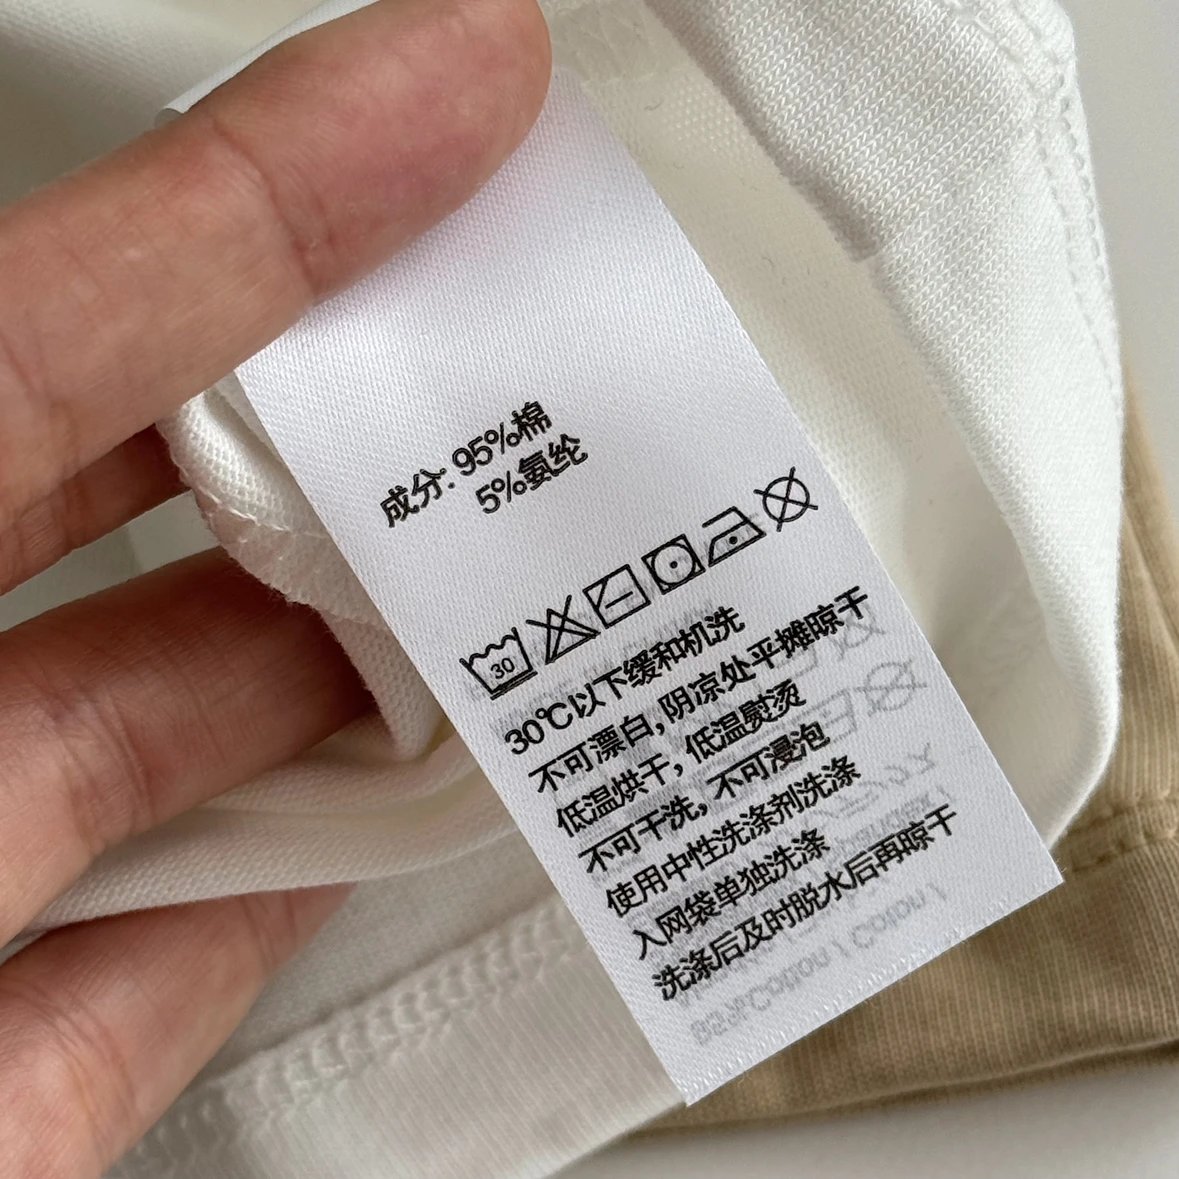 成分: 95%棉
5%氨纶
30
30℃以下缓和机洗
不可漂白, 阴凉处平摊晾干
低温烘干, 低温熨烫
不可干洗, 不可浸泡
使用中性洗涤剂洗涤
入网袋单独洗涤
洗涤后及时脱水后再晾干
95% Cotton / Coton /